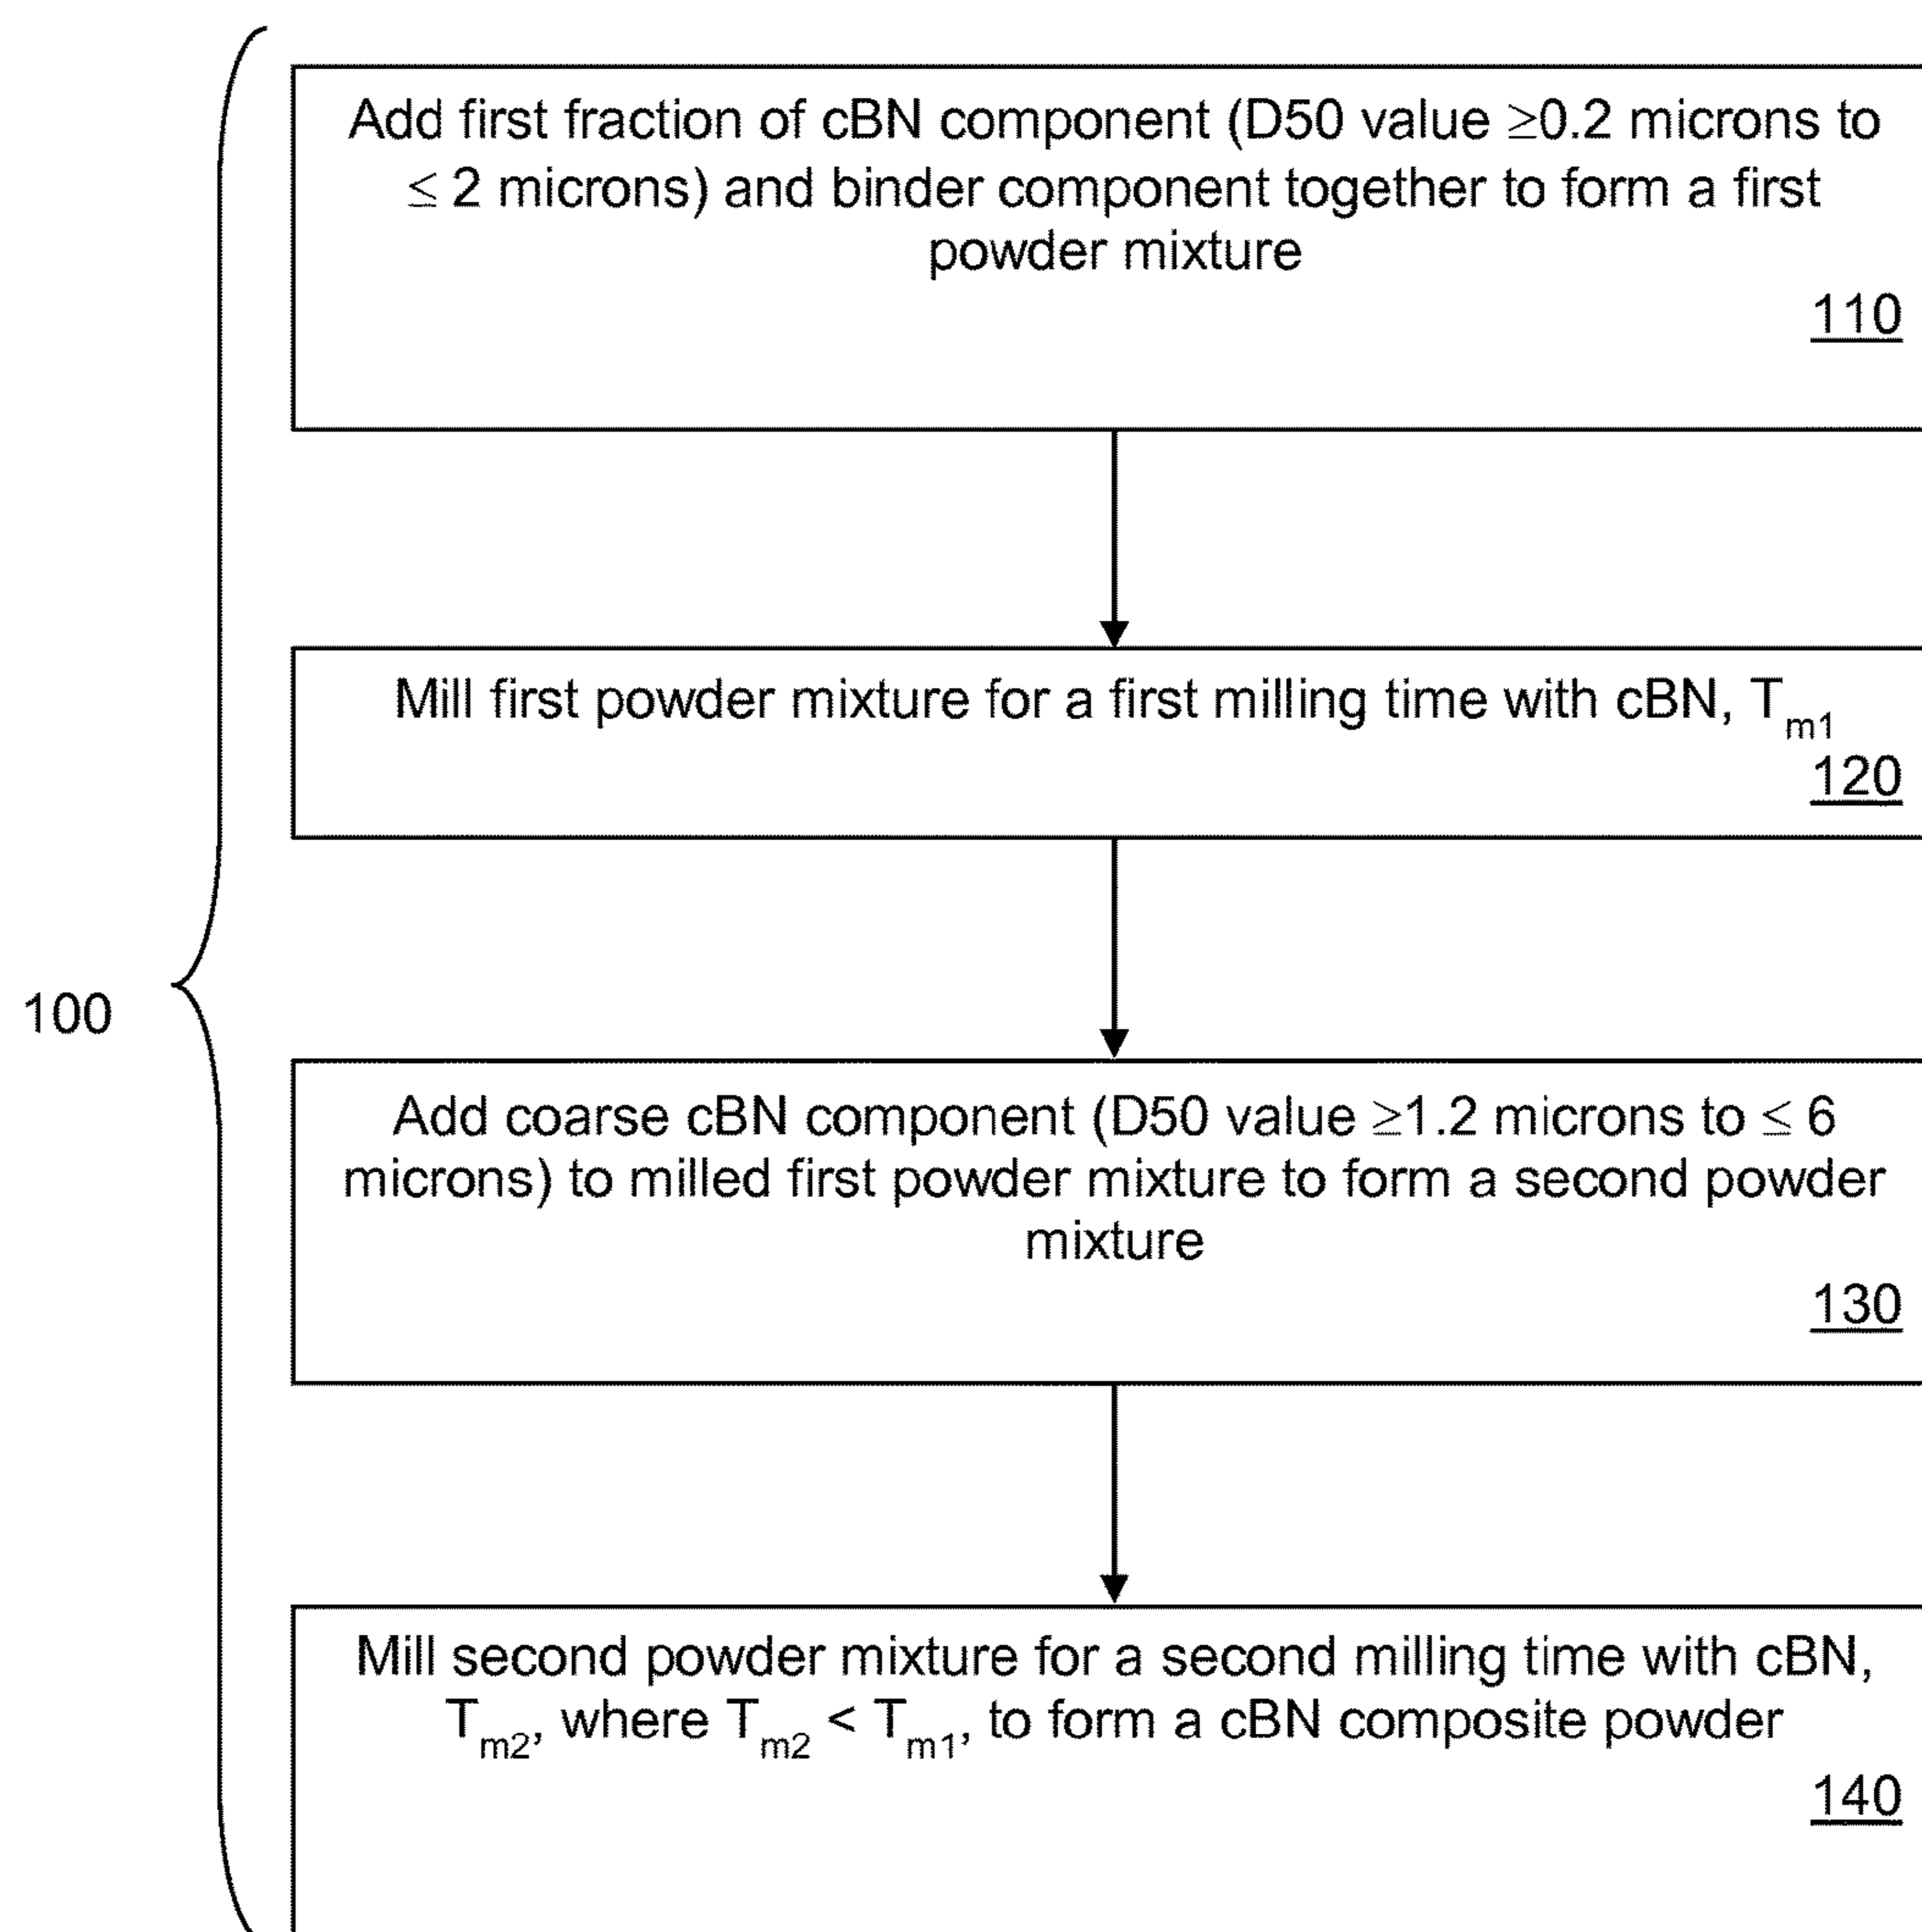 Add first fraction of cBN component (D50 value ≥0.2 microns to
≤ 2 microns) and binder component together to form a first
powder mixture
110
Mill first powder mixture for a first milling time with cBN, Tm1
120
100
Add coarse cBN component (D50 value ≥1.2 microns to ≤ 6
microns) to milled first powder mixture to form a second powder
mixture
130
Mill second powder mixture for a second milling time with cBN,
Tm2, where Tm2 < Tm1, to form a cBN composite powder
140